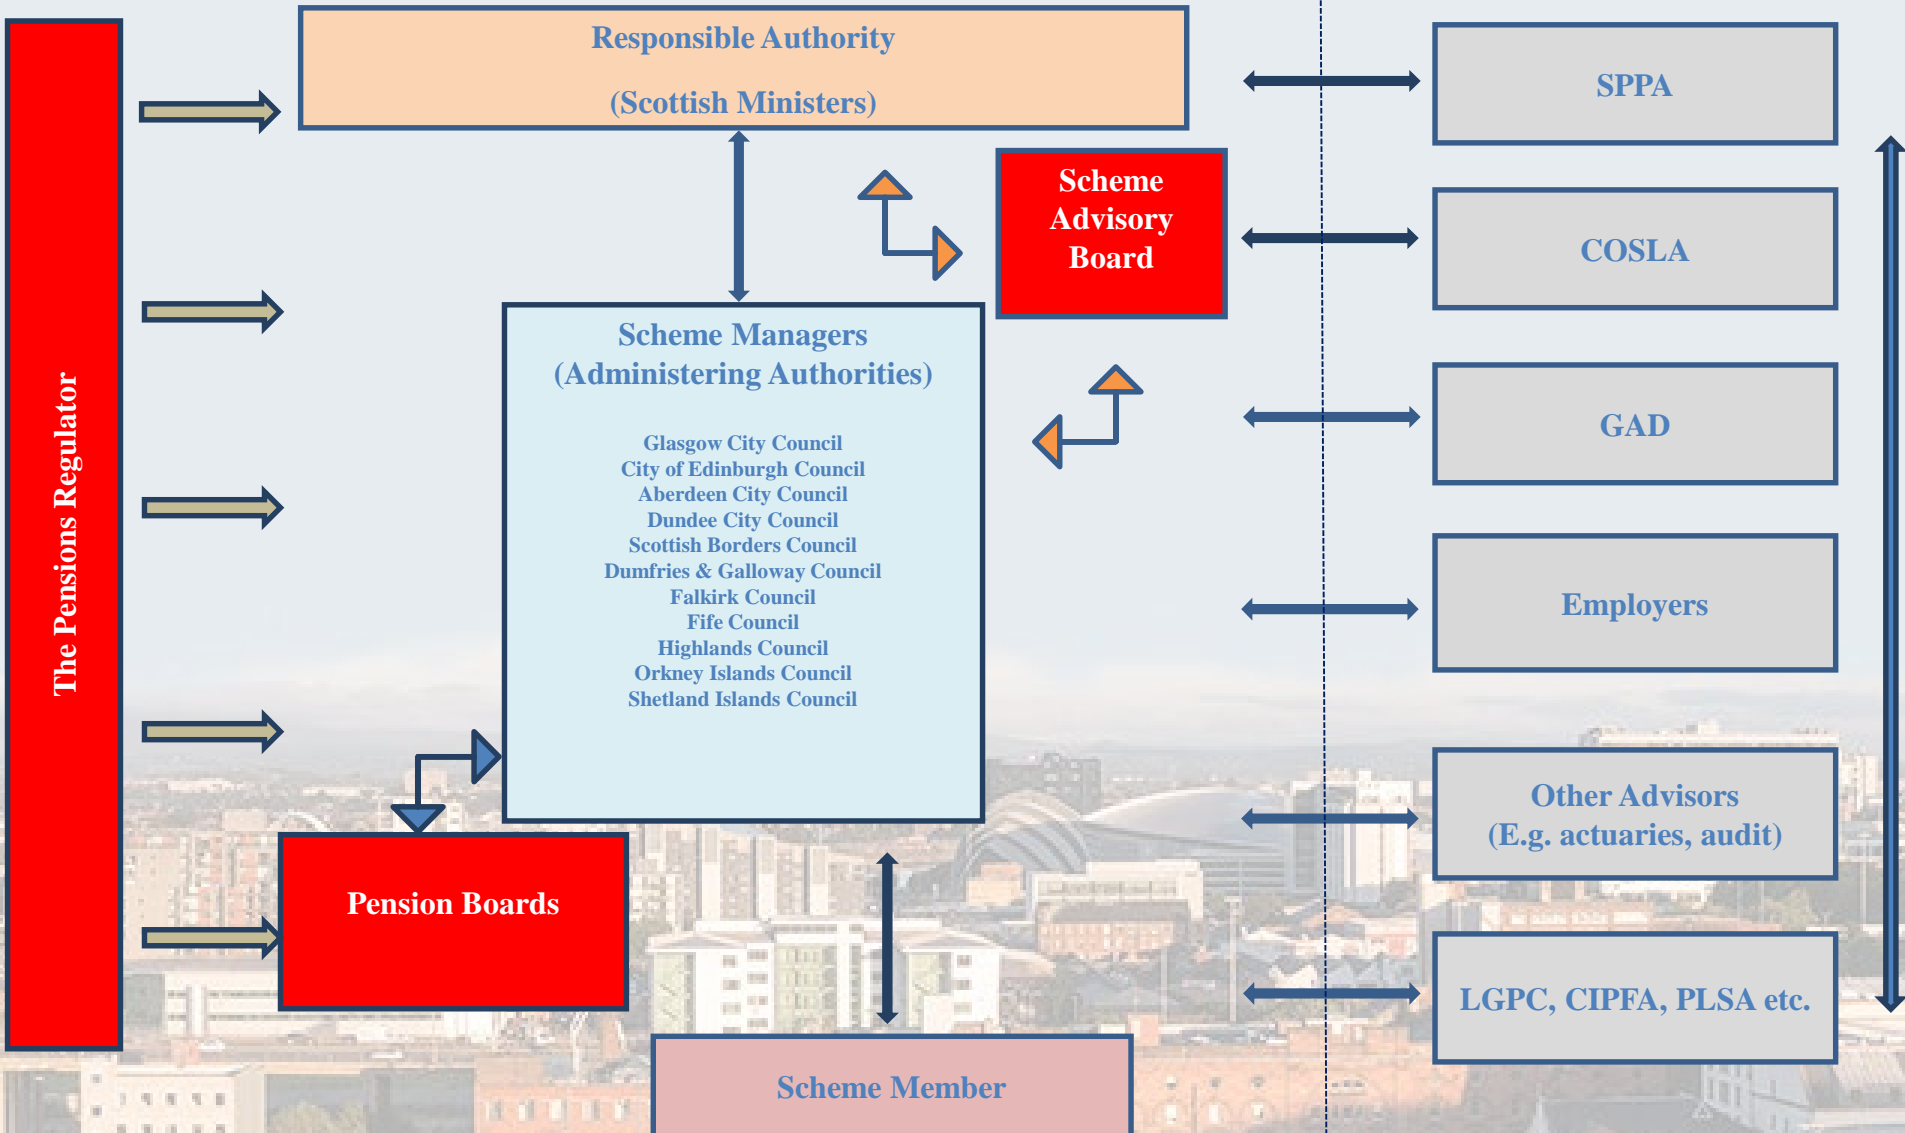 The Pensions Regulator
Responsible Authority
(Scottish Ministers)
Scheme
Advisory
Board
Scheme Managers
(Administering Authorities)
Glasgow City Council
City of Edinburgh Council
Aberdeen City Council
Dundee City Council
Scottish Borders Council
Dumfries & Galloway Council
Falkirk Council
Fife Council
Highlands Council
Orkney Islands Council
Shetland Islands Council
Pension Boards
Scheme Member
SPPA
COSLA
GAD
Employers
Other Advisors
(E.g. actuaries, audit)
LGPC, CIPFA, PLSA etc.